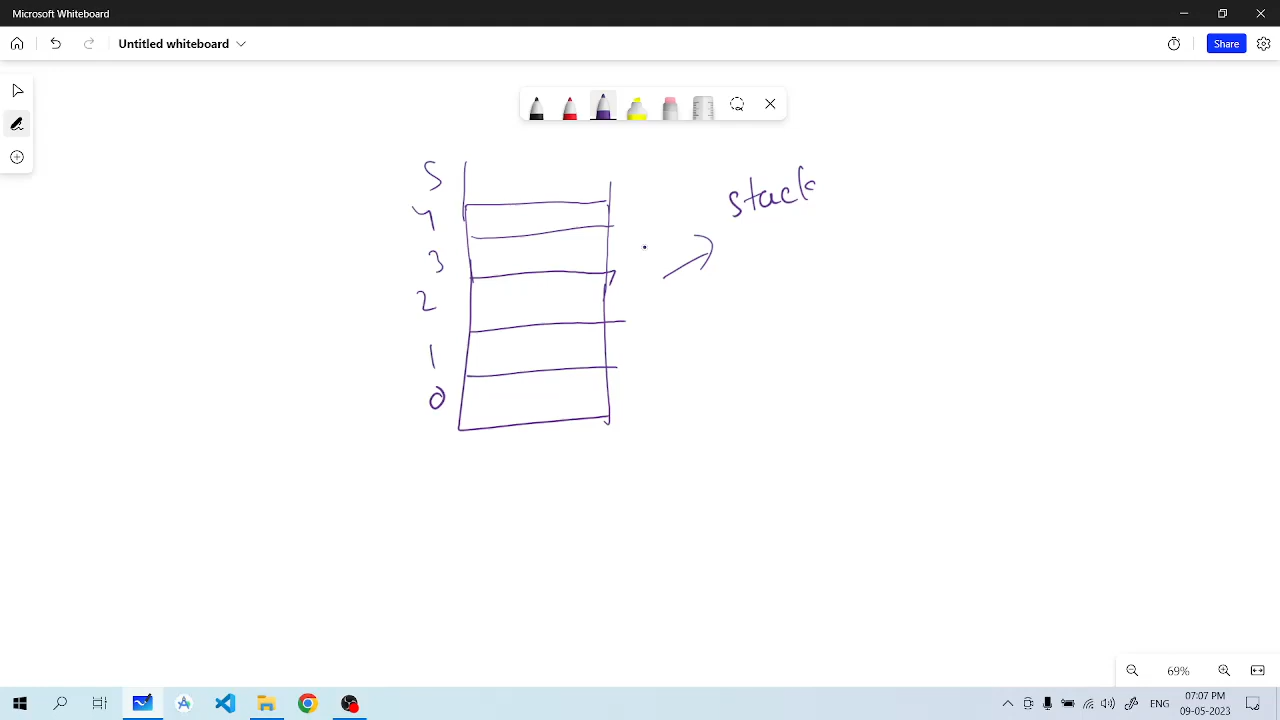 Microsoft Whiteboard
Untitled whiteboard
Share
stack
5
4
3
2
1
0
69%
ENG
07:07 PM
09-05-2023